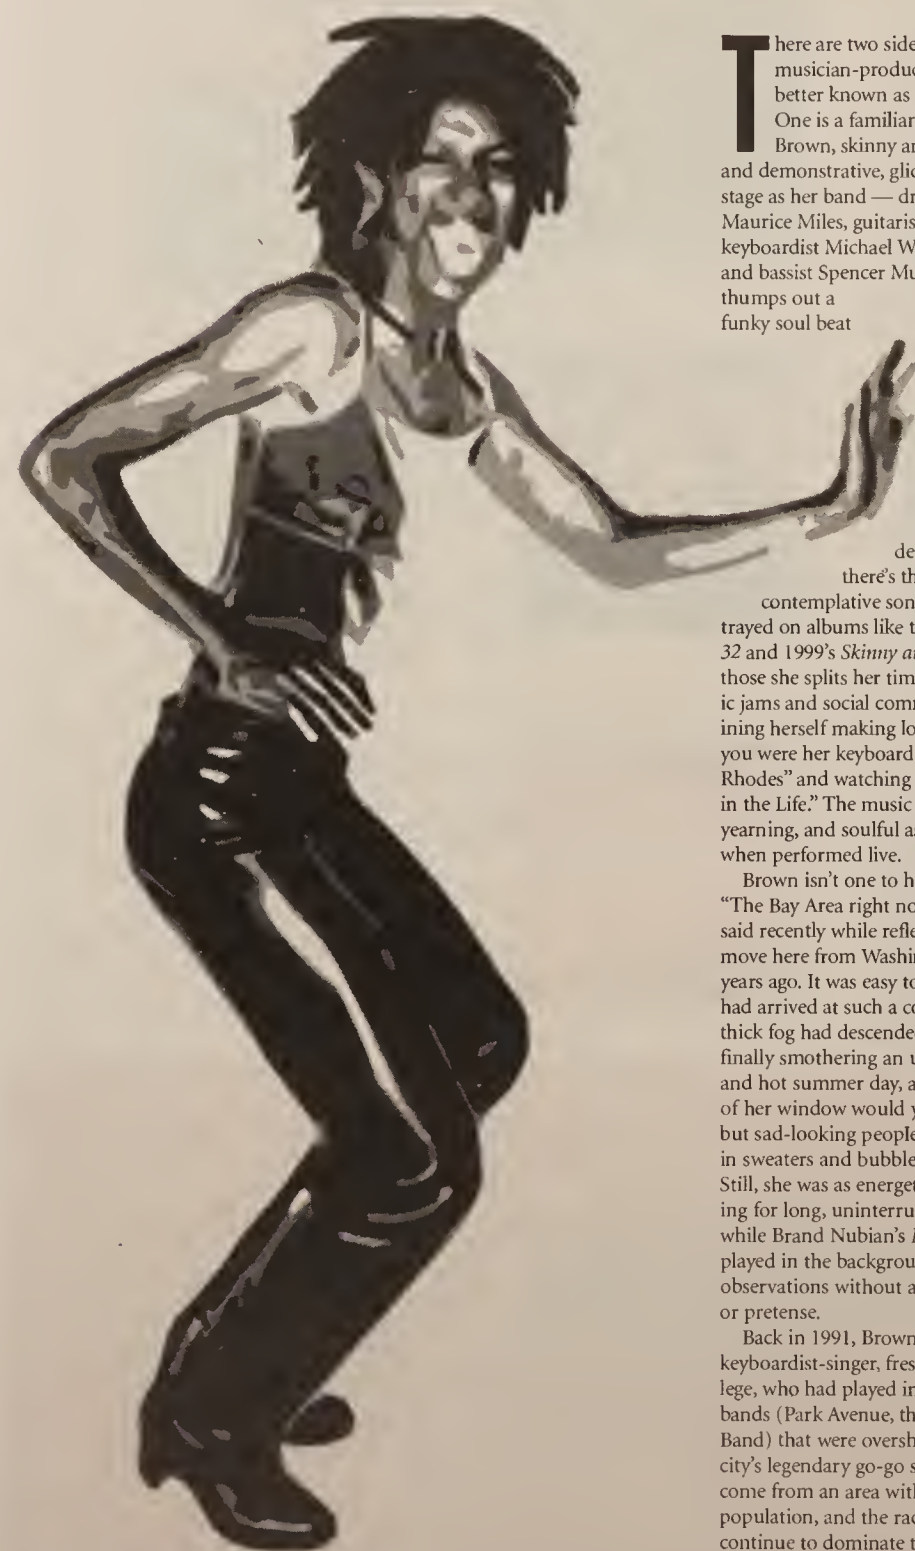 There are two side
musician-produc
better known as
One is a familiar
Brown, skinny an
and demonstrative, glid
stage as her band — dr
Maurice Miles, guitaris
keyboardist Michael W
and bassist Spencer Mu
thumps out a
funky soul beat
de
there's th
contemplative son
trayed on albums like t
32 and 1999's Skinny a
those she splits her tim
ic jams and social comm
ining herself making lo
you were her keyboard
Rhodes" and watching
in the Life." The music
yearning, and soulful as
when performed live.
Brown isn't one to h
"The Bay Area right no
said recently while refle
move here from Washin
years ago. It was easy to
had arrived at such a co
thick fog had descende
finally smothering an u
and hot summer day, a
of her window would y
but sad-looking people
in sweaters and bubble
Still, she was as energet
ing for long, uninterru
while Brand Nubian's
played in the backgrou
observations without a
or pretense.
Back in 1991, Brown
keyboardist-singer, fres
lege, who had played in
bands (Park Avenue, th
Band) that were oversh
city's legendary go-go s
come from an area with
population, and the rac
continue to dominate t